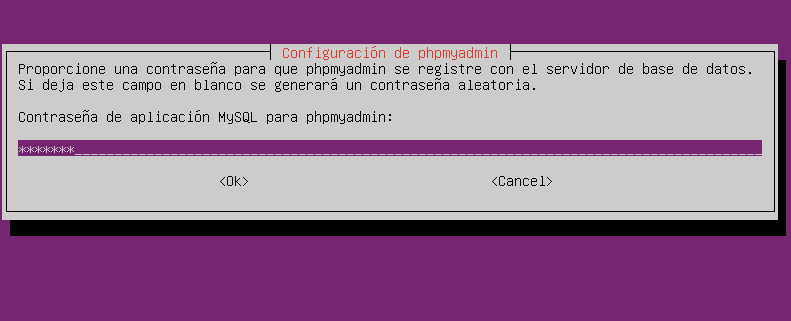 Configuración de phpmyadmin
Proporcione una contraseña para que phpmyadmin se registre con el servidor de base de datos.
Si deja este campo en blanco se generará un contraseña aleatoria.
Contraseña de aplicación MySQL para phpmyadmin:
*******
<Ok> <Cancel>